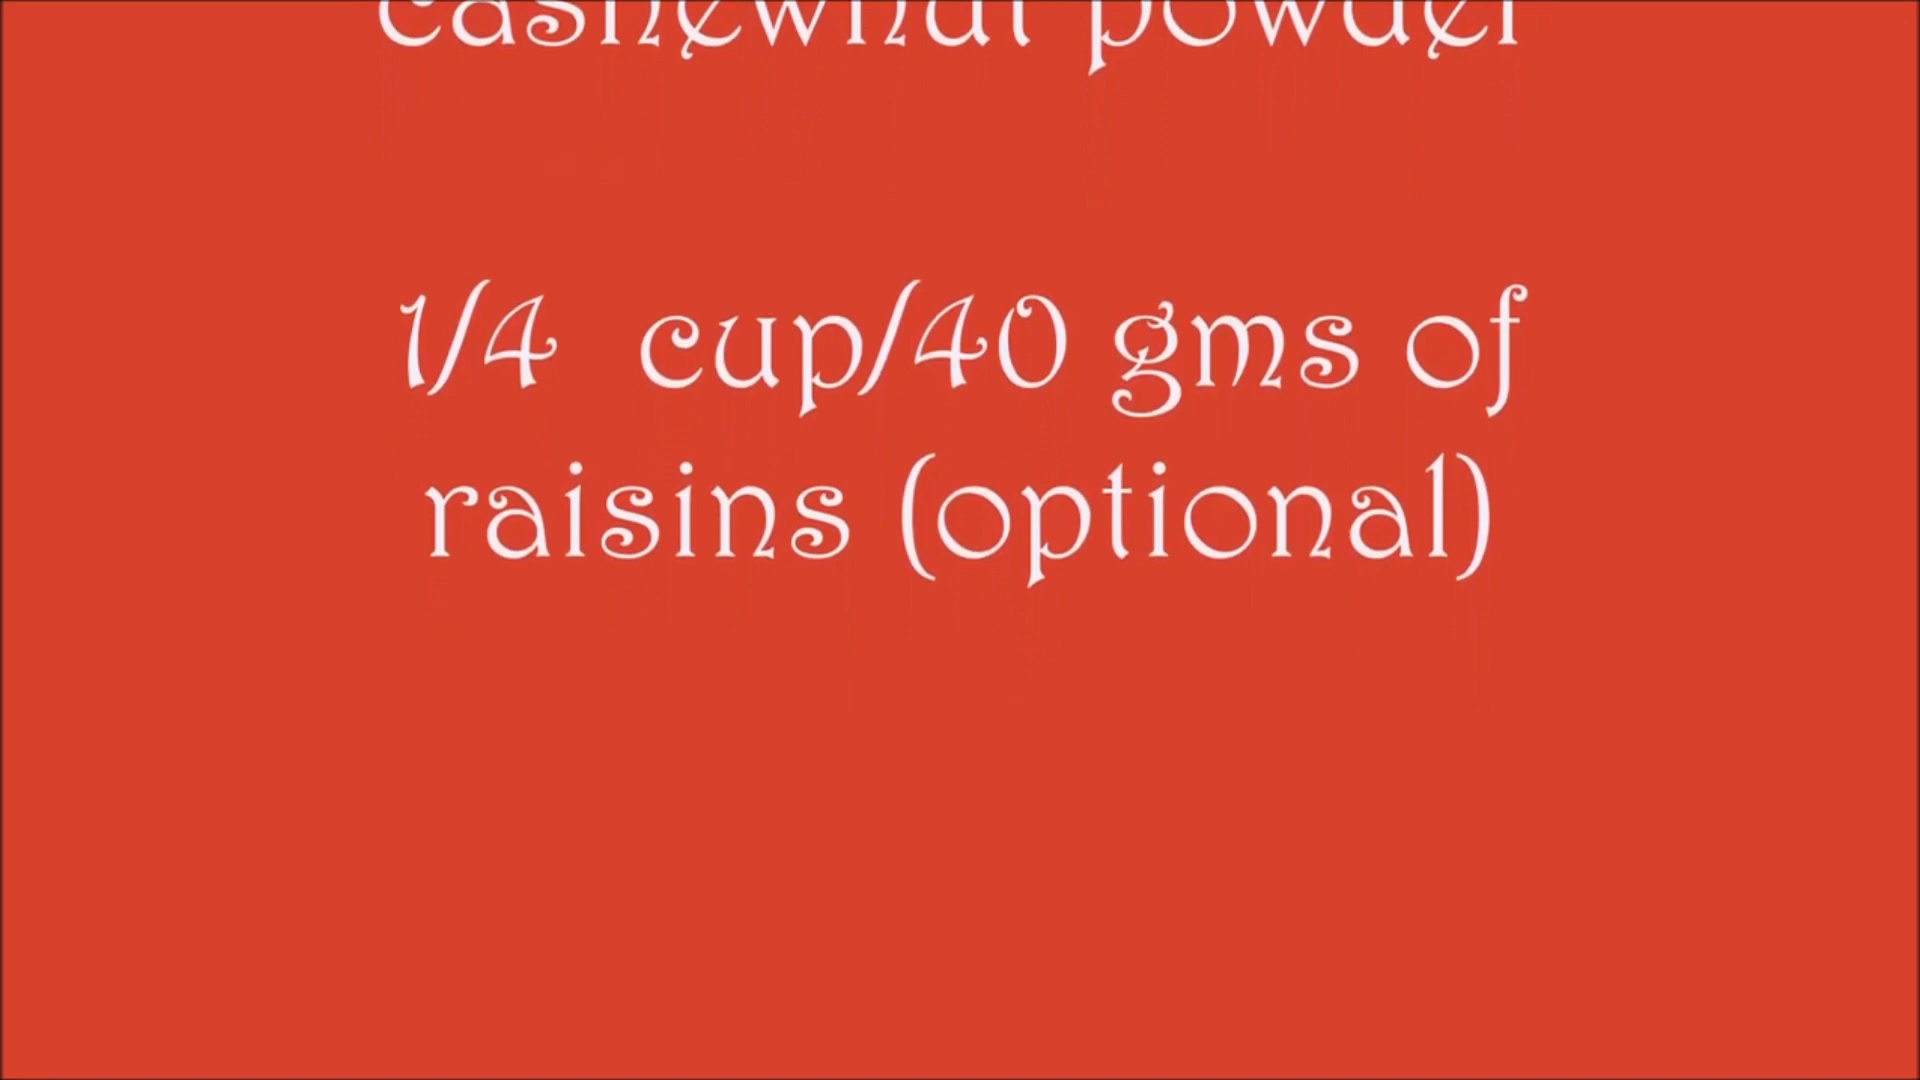 cashewnut powder
1/4 cup/40 gms of
raisins (optional)